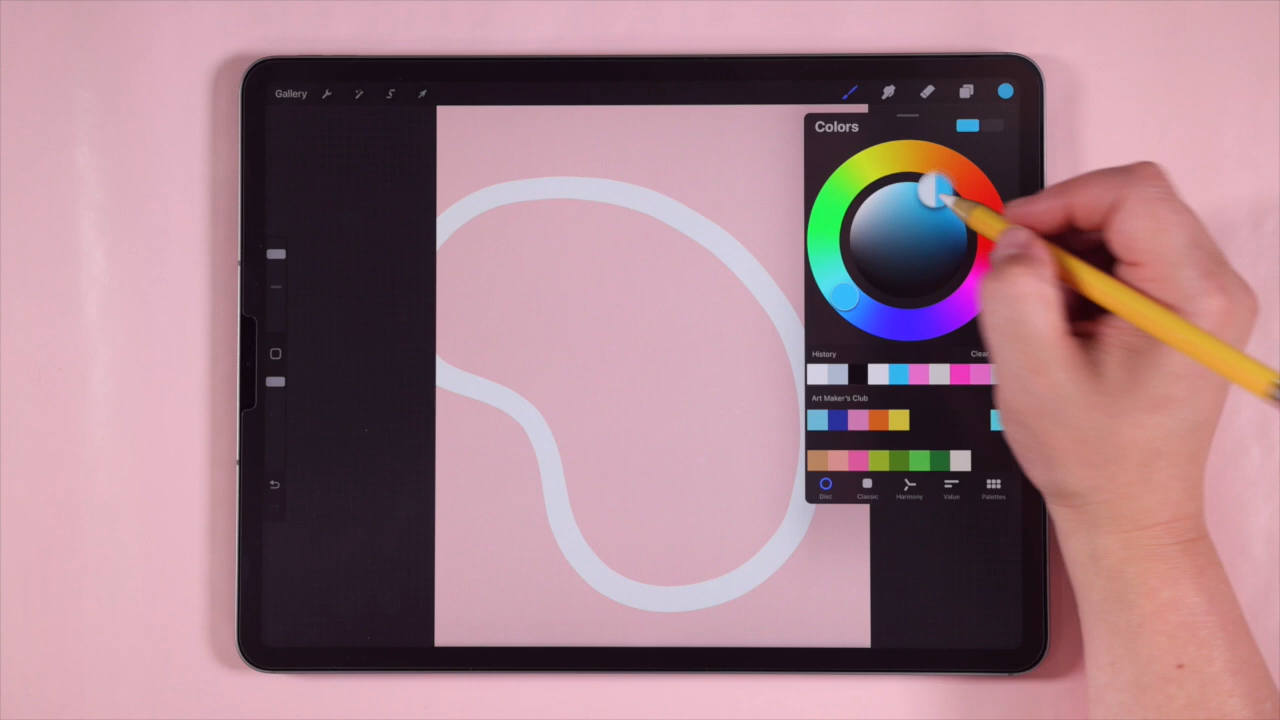 Gallery
Colors
History Clear
Art Maker's Club
Disc Classic Harmony Value Palettes